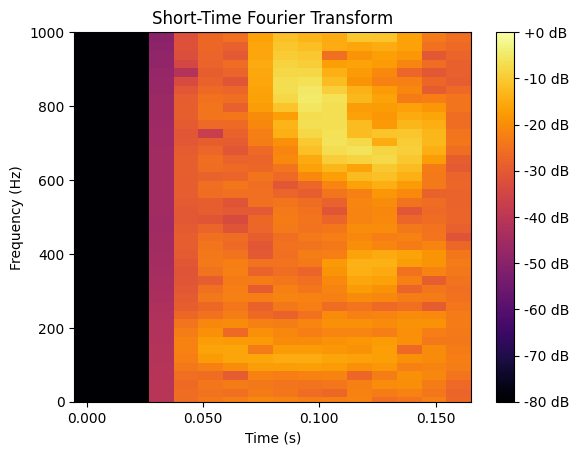 Short-Time Fourier Transform
1000
800
600
400
200
0
Frequency (Hz)
0.000
0.050
0.100
0.150
Time (s)
+0 dB
-10 dB
-20 dB
-30 dB
-40 dB
-50 dB
-60 dB
-70 dB
-80 dB